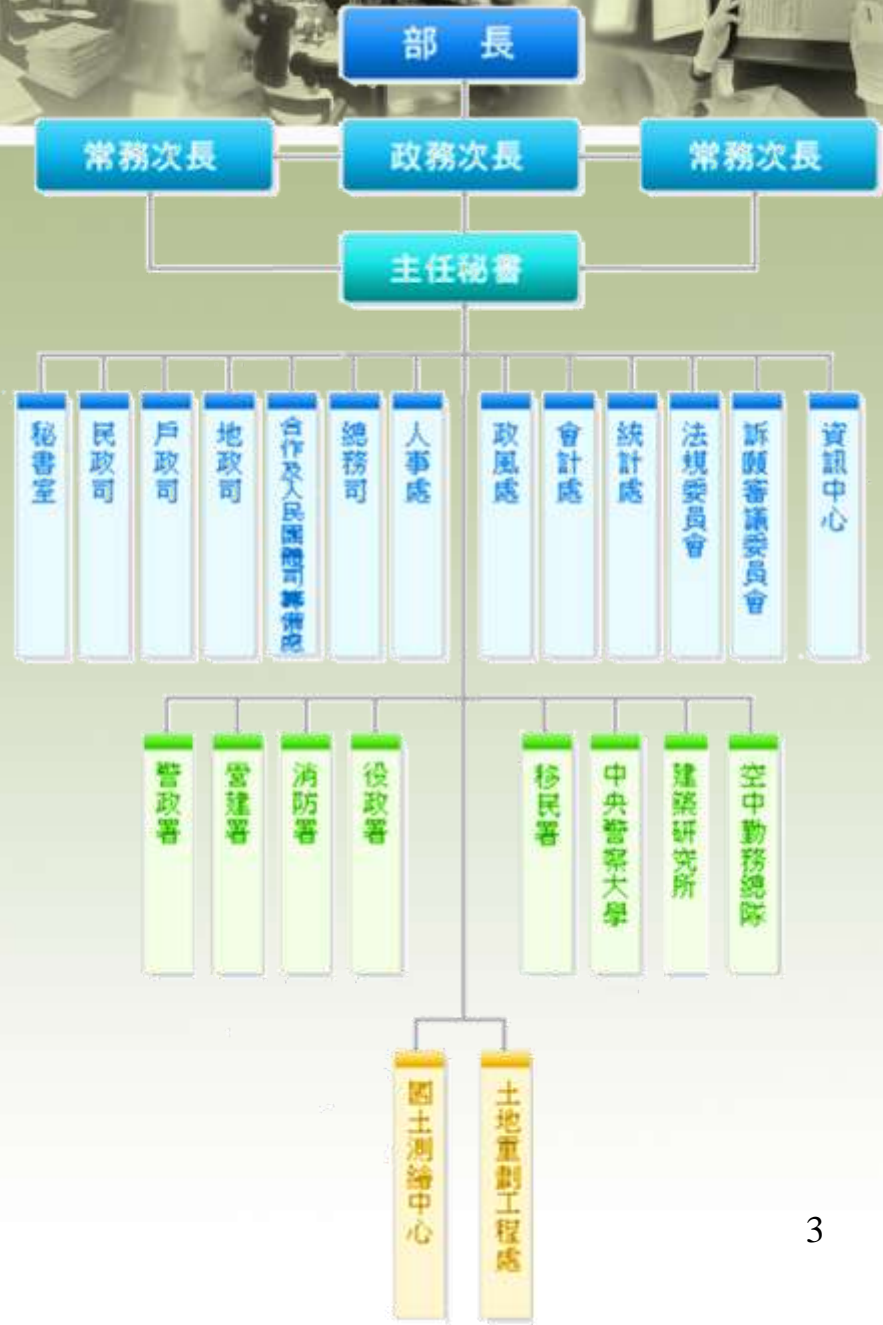 部 長
常務次長
政務次長
常務次長
主任秘書
秘書室
民政司
戶政司
地政司
合作及人民團體司籌備處
總務司
人事處
政風處
會計處
統計處
法規委員會
訴願審議委員會
資訊中心
警政署
營建署
消防署
役政署
移民署
中央警察大學
建築研究所
空中勤務總隊
國土測繪中心
土地重劃工程處
3